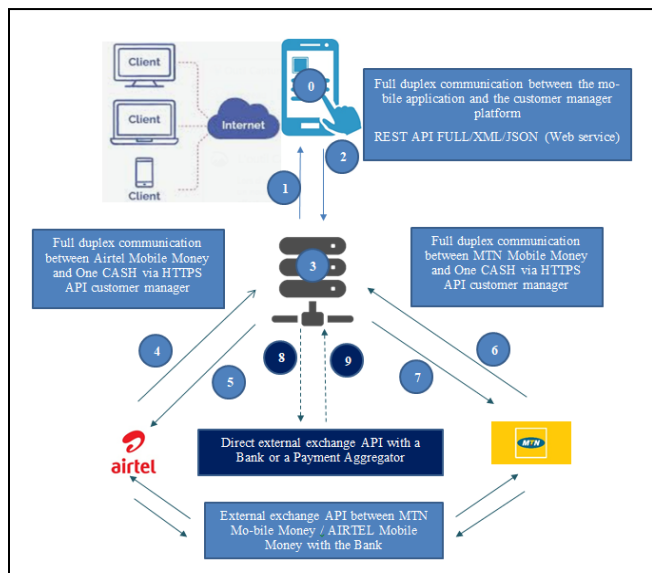 Client
Client
Client
Internet
0
Full duplex communication between the mo-
bile application and the customer manager
platform
REST API FULL/XML/JSON (Web service)
1
2
Full duplex communication
between Airtel Mobile Money
and One CASH via HTTPS
API customer manager
3
Full duplex communication
between MTN Mobile Money
and One CASH via HTTPS
API customer manager
4
5
8
9
7
6
airtel
Direct external exchange API with a
Bank or a Payment Aggregator
MTN
External exchange API between MTN
Mo-bile Money / AIRTEL Mobile
Money with the Bank